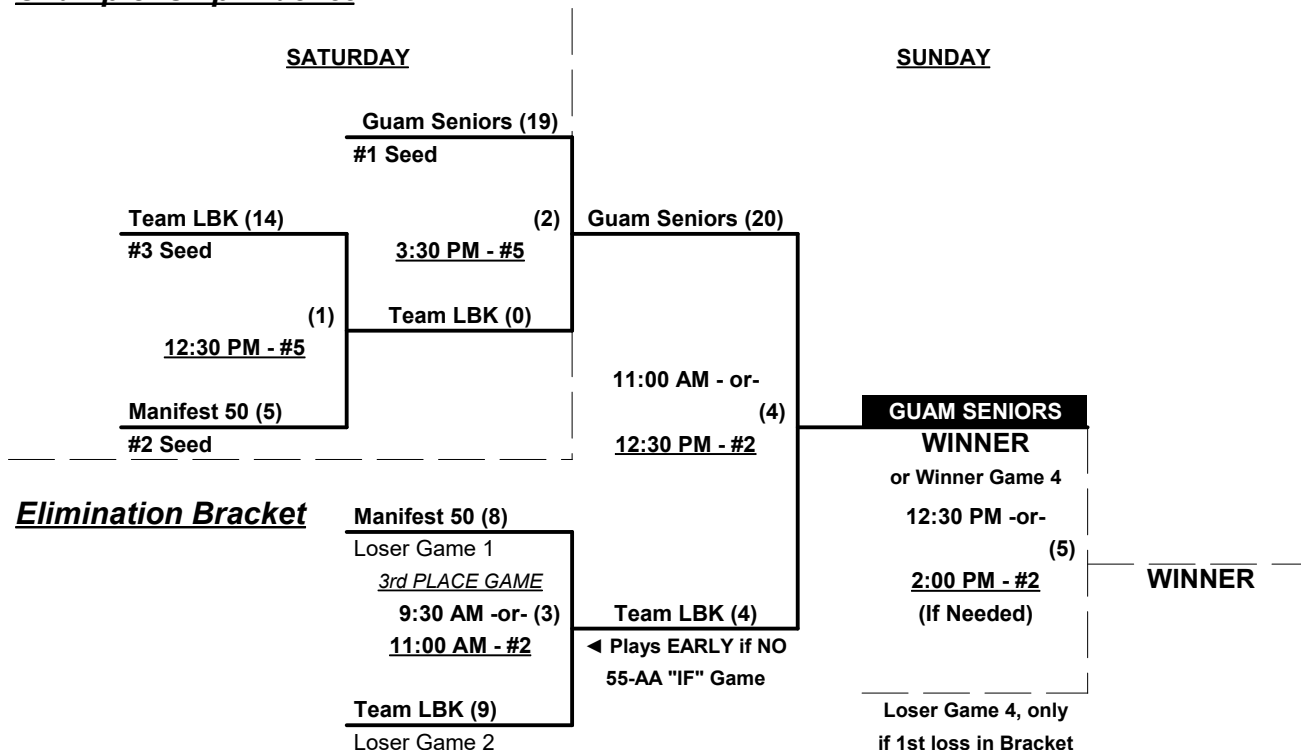 SATURDAY
SUNDAY
Guam Seniors (19)
#1 Seed
Team LBK (14)
(2)
Guam Seniors (20)
#3 Seed
3:30 PM - #5
(1)
Team LBK (0)
12:30 PM - #5
11:00 AM - or-
Manifest 50 (5)
(4)
GUAM SENIORS
#2 Seed
12:30 PM - #2
WINNER
or Winner Game 4
Elimination Bracket
Manifest 50 (8)
12:30 PM -or-
Loser Game 1
(5)
3rd PLACE GAME
2:00 PM - #2
WINNER
9:30 AM -or- (3)
Team LBK (4)
(If Needed)
11:00 AM - #2
◄ Plays EARLY if NO
55-AA "IF" Game
Team LBK (9)
Loser Game 4, only
Loser Game 2
if 1st loss in Bracket